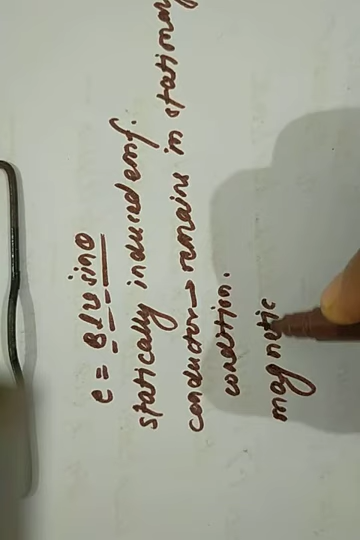 e = Blv sinθ
statically induced emf.
conductor → remains in stationary
condition.
magnetic